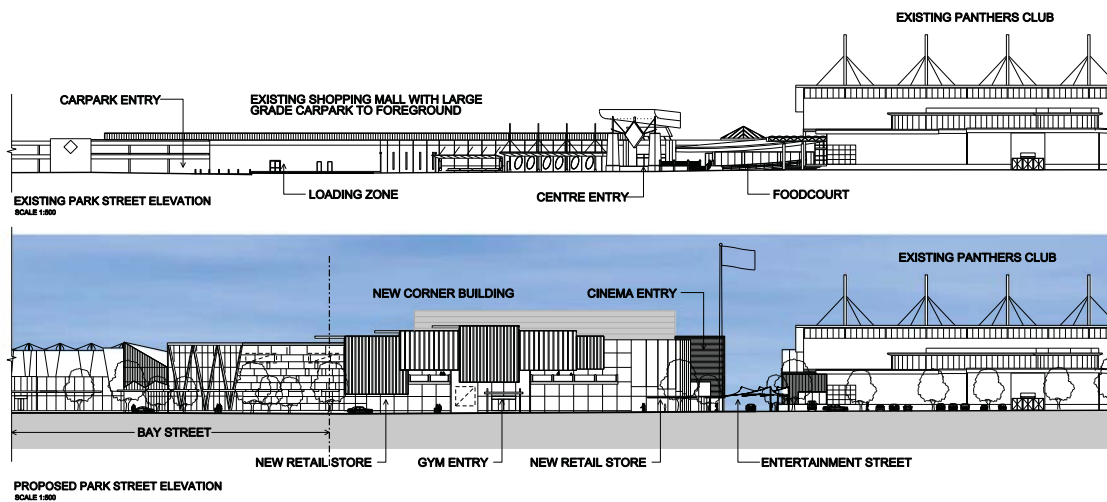 EXISTING PANTHERS CLUB
CARPARK ENTRY
EXISTING SHOPPING MALL WITH LARGE
GRADE CARPARK TO FOREGROUND
LOADING ZONE
CENTRE ENTRY
FOODCOURT
EXISTING PARK STREET ELEVATION
SCALE 1:500
EXISTING PANTHERS CLUB
NEW CORNER BUILDING
CINEMA ENTRY
BAY STREET
NEW RETAIL STORE
GYM ENTRY
NEW RETAIL STORE
ENTERTAINMENT STREET
PROPOSED PARK STREET ELEVATION
SCALE 1:500